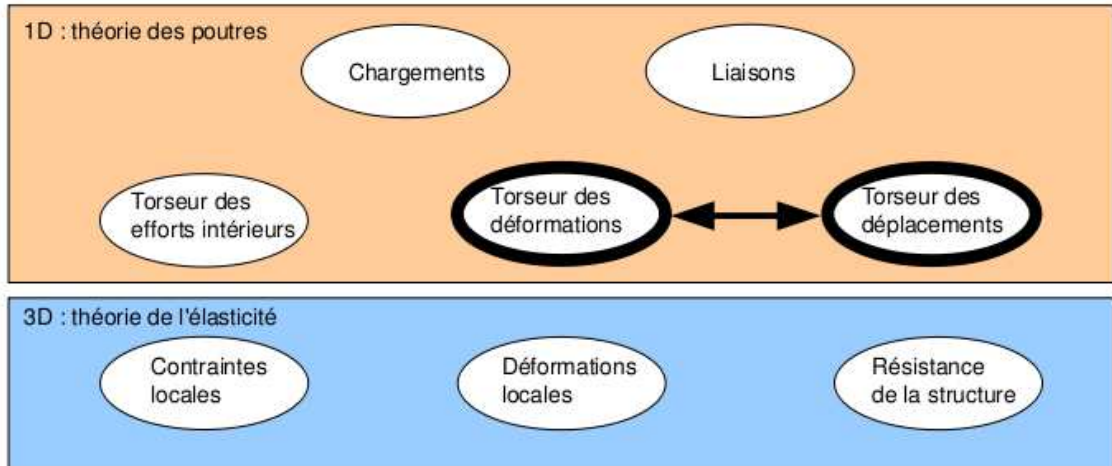 1D : théorie des poutres
Chargements
Liaisons
Torseur des
efforts intérieurs
Torseur des
déformations
Torseur des
déplacements
3D : théorie de l'élasticité
Contraintes
locales
Déformations
locales
Résistance
de la structure